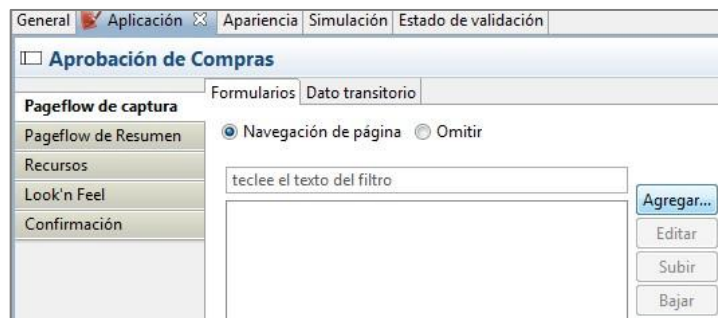 General Aplicación Apariencia Simulación Estado de validación
Aprobación de Compras
Pageflow de captura
Pageflow de Resumen
Recursos
Look'n Feel
Confirmación
Formularios Dato transitorio
Navegación de página Omitir
teclee el texto del filtro
Agregar...
Editar
Subir
Bajar